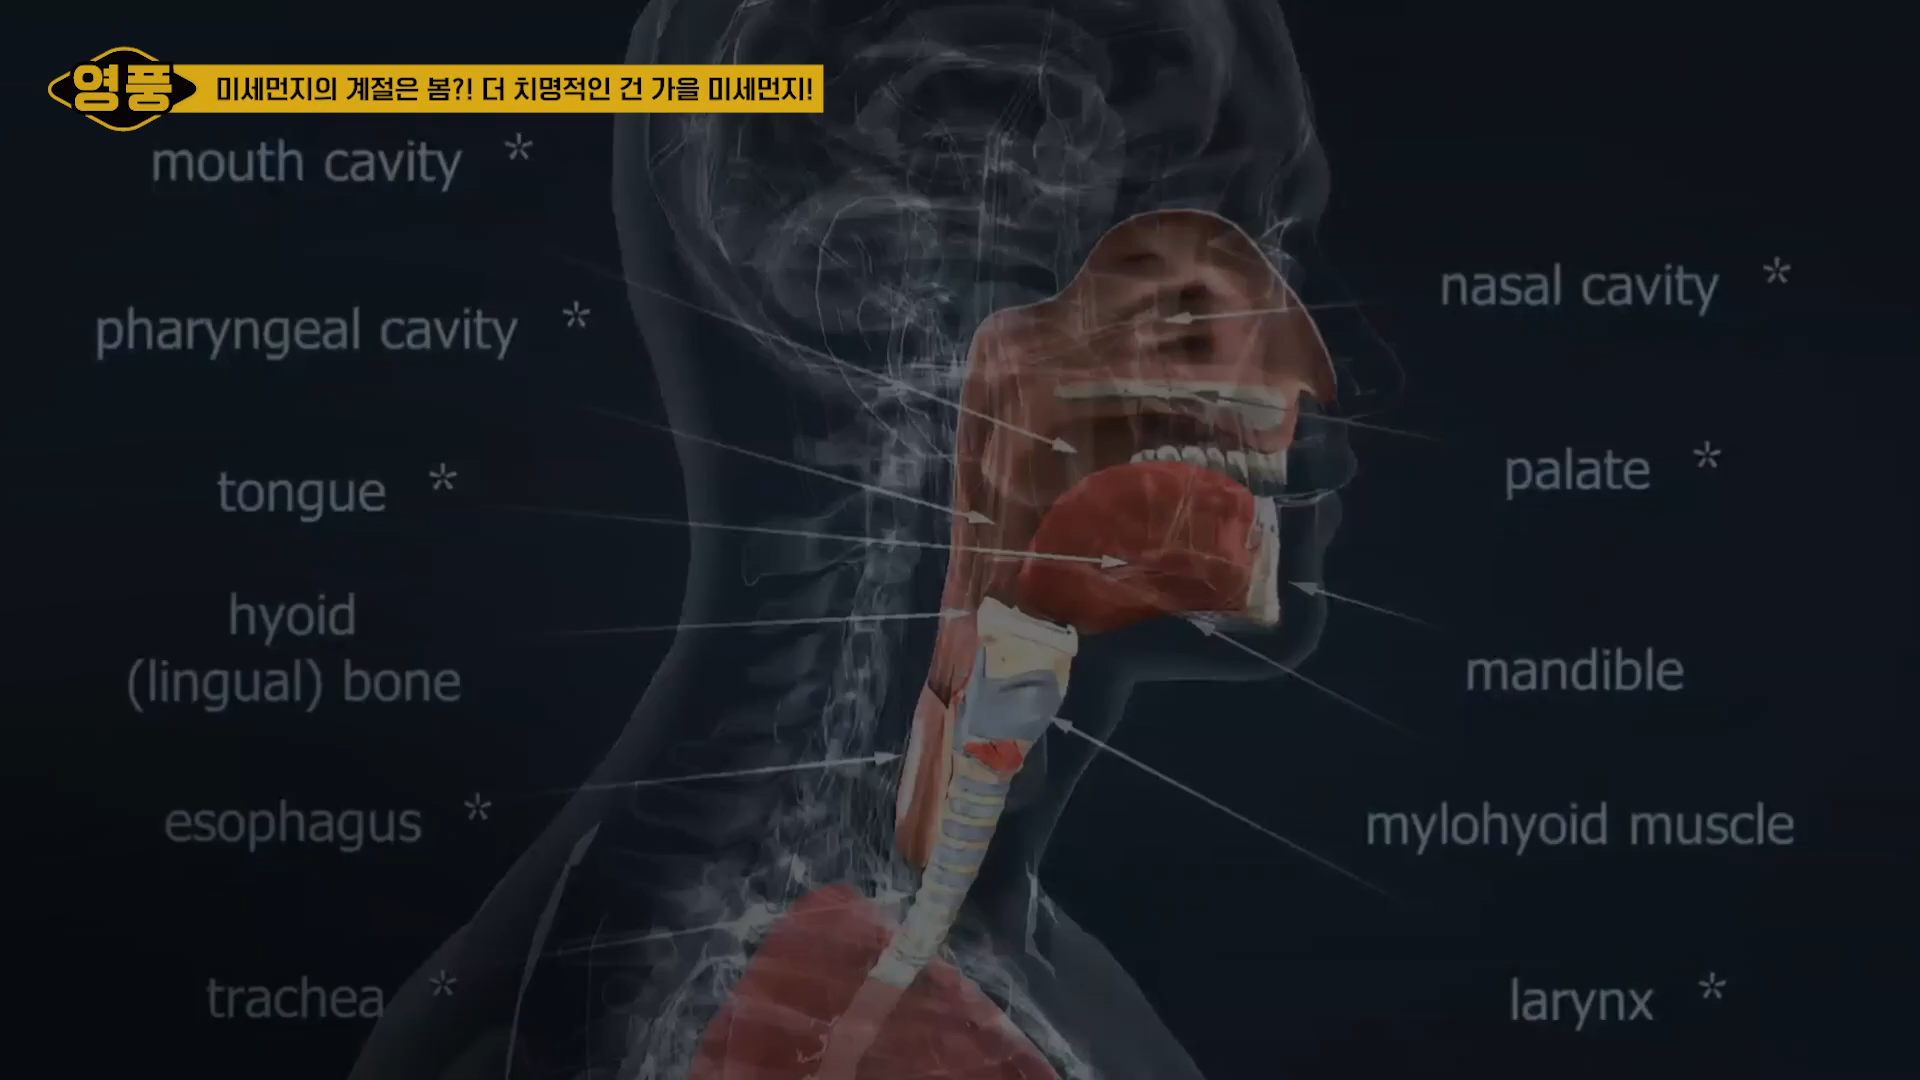 영풍
미세먼지의 계절은 봄?! 더 치명적인 건 가을 미세먼지!
mouth cavity *
pharyngeal cavity *
tongue *
hyoid
(lingual) bone
esophagus *
trachea *
nasal cavity *
palate *
mandible
mylohyoid muscle
larynx *